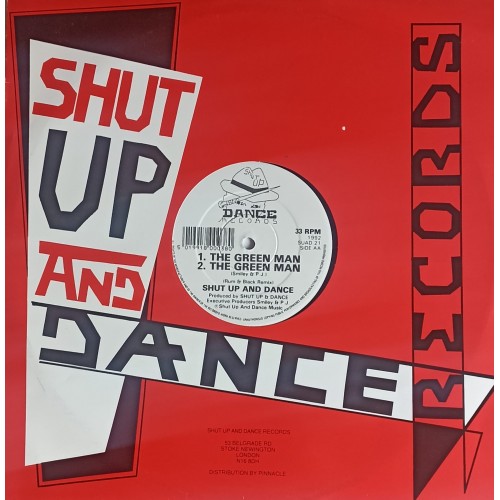 SHUT
UP
AND
DANCE
RECORDS
SHUT UP
DANCE
RECORDS
33 RPM
1992
SUAD 21
SIDE AA
1. THE GREEN MAN
2. THE GREEN MAN
(Smiley & P J)
(Rum & Black Remix)
SHUT UP AND DANCE
Produced by SHUT UP & DANCE
Executive Producers Smiley & P J
Shut Up And Dance Music
SHUT UP AND DANCE RECORDS
STOKE NEWINGTON
LONDON
N16
DISTRIBUTION BY PINNACLE